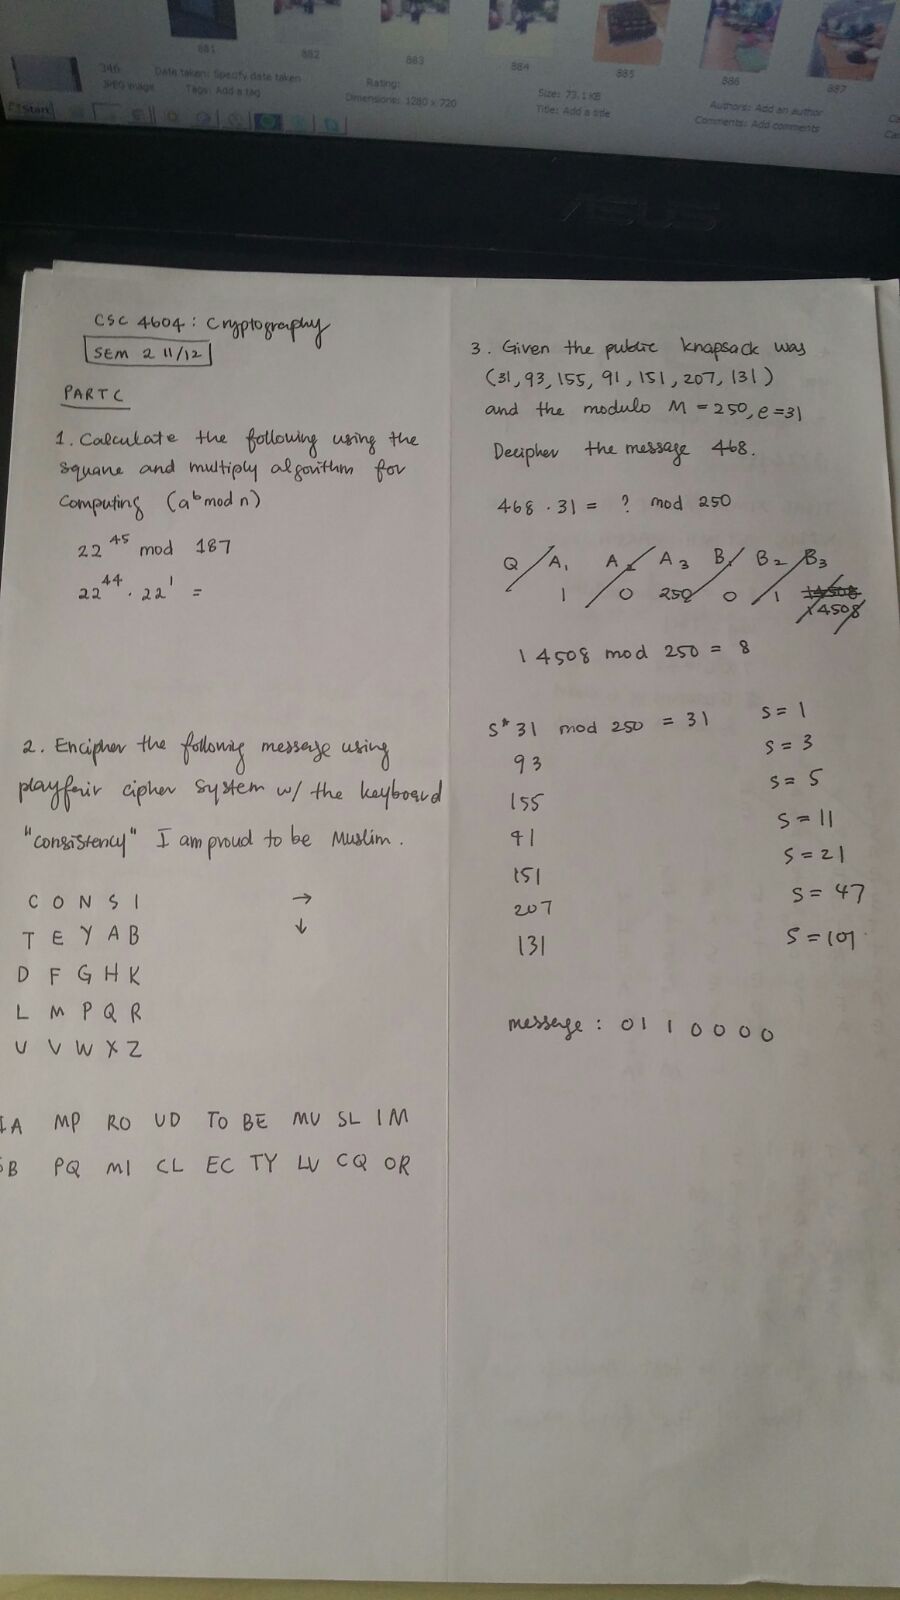 881
882
883
884
885
886
887
346
JPEG image
Date taken: Specify date taken
Tags: Add a tag
Rating:
Dimensions: 1280 x 720
Size: 73.1 KB
Title: Add a title
Authors: Add an author
Comments: Add comments
Start
ASUS
CSC 4604: Cryptography
SEM 2 11/12
PART C
1. Calculate the following using the
square and multiply algorithm for
computing (a^b mod n)
22^45 mod 187
22^44 . 22^1 =
2. Encipher the following message using
playfair cipher system w/ the keyboard
"consistency" I am proud to be Muslim.
C O N S I →
T E Y A B ↓
D F G H K
L M P Q R
U V W X Z
IA MP RO UD TO BE MU SL IM
SB PQ MI CL EC TY LV CQ OR
3. Given the public knapsack was
(31, 93, 155, 91, 151, 207, 131)
and the modulo M = 250, e = 31
Decipher the message 468.
468 . 31 = ? mod 250
Q A1 A2 A3 B1 B2 B3
1 0 250 0 1 14508
14508
14508 mod 250 = 8
S* 31 mod 250 = 31 S = 1
93 S = 3
155 S = 5
91 S = 11
151 S = 21
207 S = 47
131 S = 101
message : 0 1 1 0 0 0 0